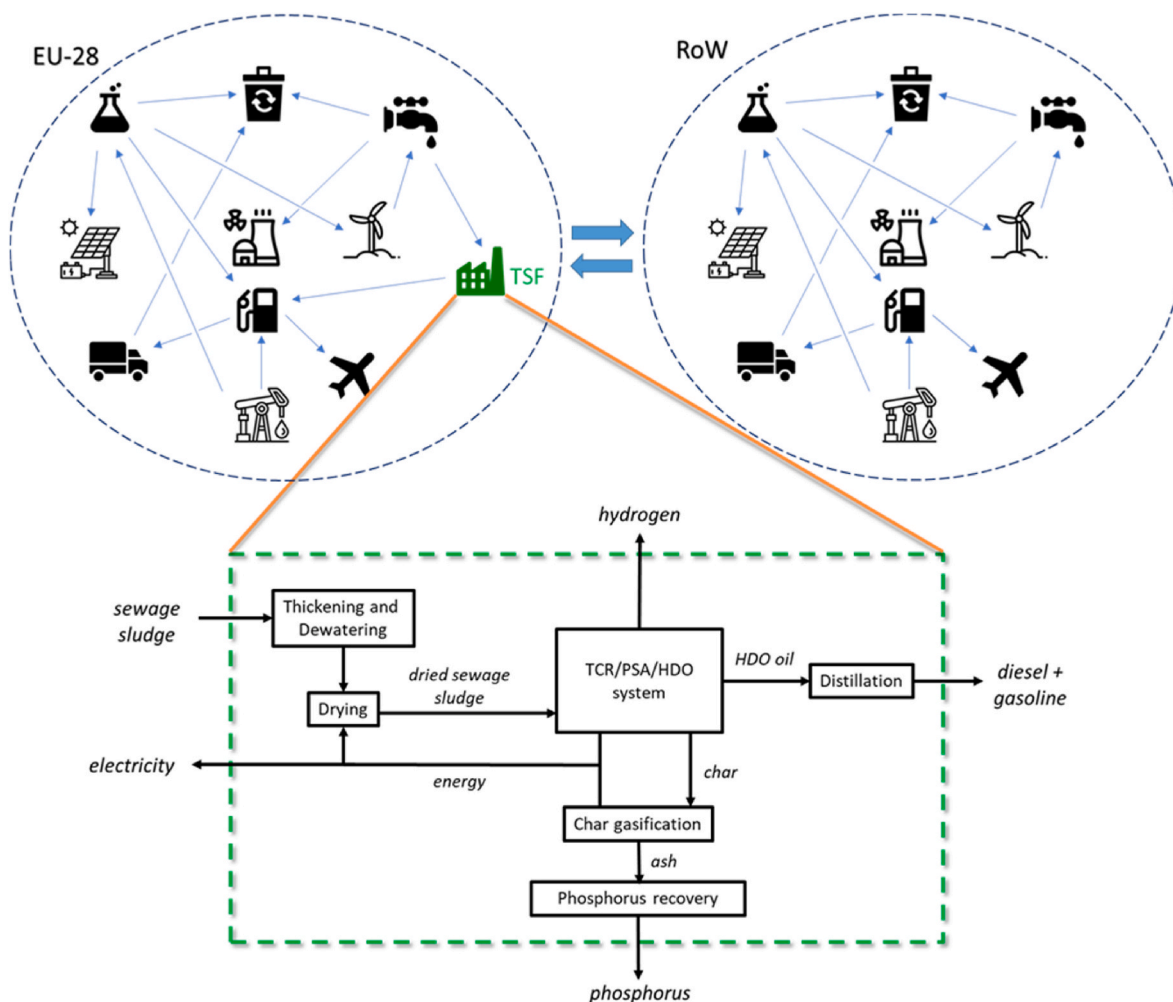 EU-28
RoW
TSF
hydrogen
sewage
sludge
Thickening and
Dewatering
dried sewage
sludge
Drying
TCR/PSA/HDO
system
HDO oil
Distillation
diesel +
gasoline
electricity
energy
char
Char gasification
ash
Phosphorus recovery
phosphorus